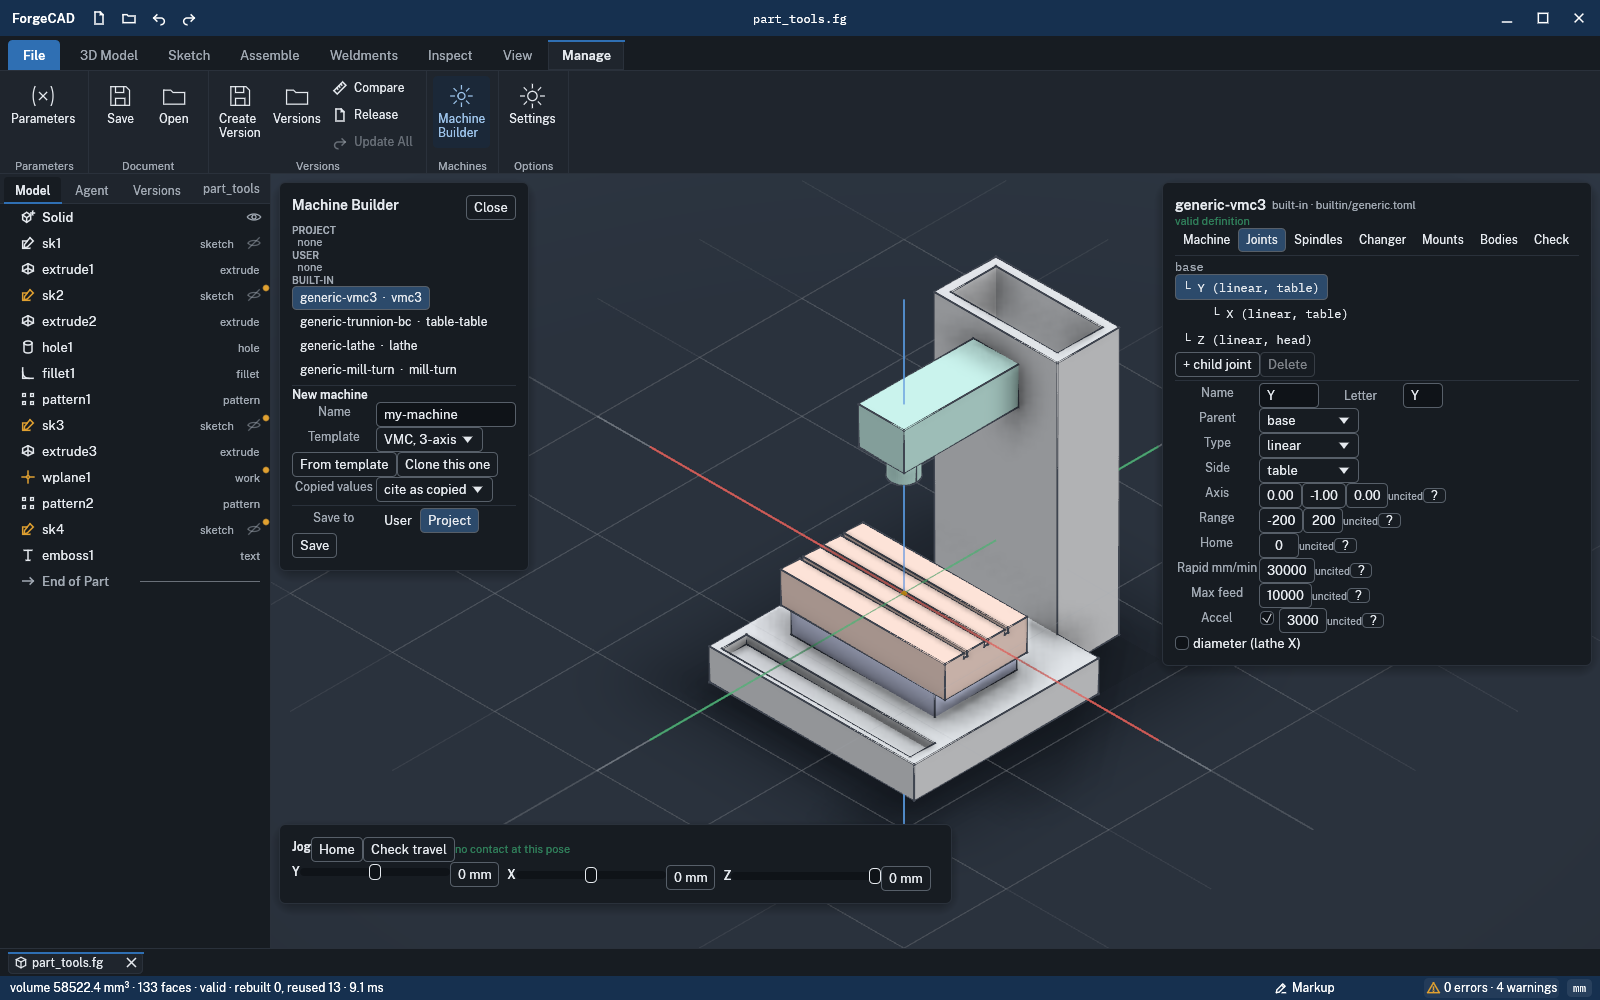 ForgeCAD
part_tools.fg
File 3D Model Sketch Assemble Weldments Inspect View Manage
(x) Parameters
Save
Open
Create Version
Versions
Compare
Release
Update All
Machine Builder
Settings
Parameters Document Versions Machines Options
Model Agent Versions part_tools
Solid
sk1 sketch
extrude1 extrude
sk2 sketch
extrude2 extrude
hole1 hole
fillet1 fillet
pattern1 pattern
sk3 sketch
extrude3 extrude
wplane1 work
pattern2 pattern
sk4 sketch
emboss1 text
End of Part
Machine Builder Close
PROJECT
none
USER
none
BUILT-IN
generic-vmc3 · vmc3
generic-trunnion-bc · table-table
generic-lathe · lathe
generic-mill-turn · mill-turn
New machine
Name my-machine
Template VMC, 3-axis
From template Clone this one
Copied values cite as copied
Save to User Project
Save
generic-vmc3 built-in · builtin/generic.toml
valid definition
Machine Joints Spindles Changer Mounts Bodies Check
base
└ Y (linear, table)
└ X (linear, table)
└ Z (linear, head)
+ child joint Delete
Name Y Letter Y
Parent base
Type linear
Side table
Axis 0.00 -1.00 0.00 uncited ?
Range -200 200 uncited ?
Home 0 uncited ?
Rapid mm/min 30000 uncited ?
Max feed 10000 uncited ?
Accel 3000 uncited ?
diameter (lathe X)
Jog Home Check travel no contact at this pose
Y 0 mm X 0 mm Z 0 mm
part_tools.fg
volume 58522.4 mm³ · 133 faces · valid · rebuilt 0, reused 13 · 9.1 ms
Markup
0 errors · 4 warnings mm